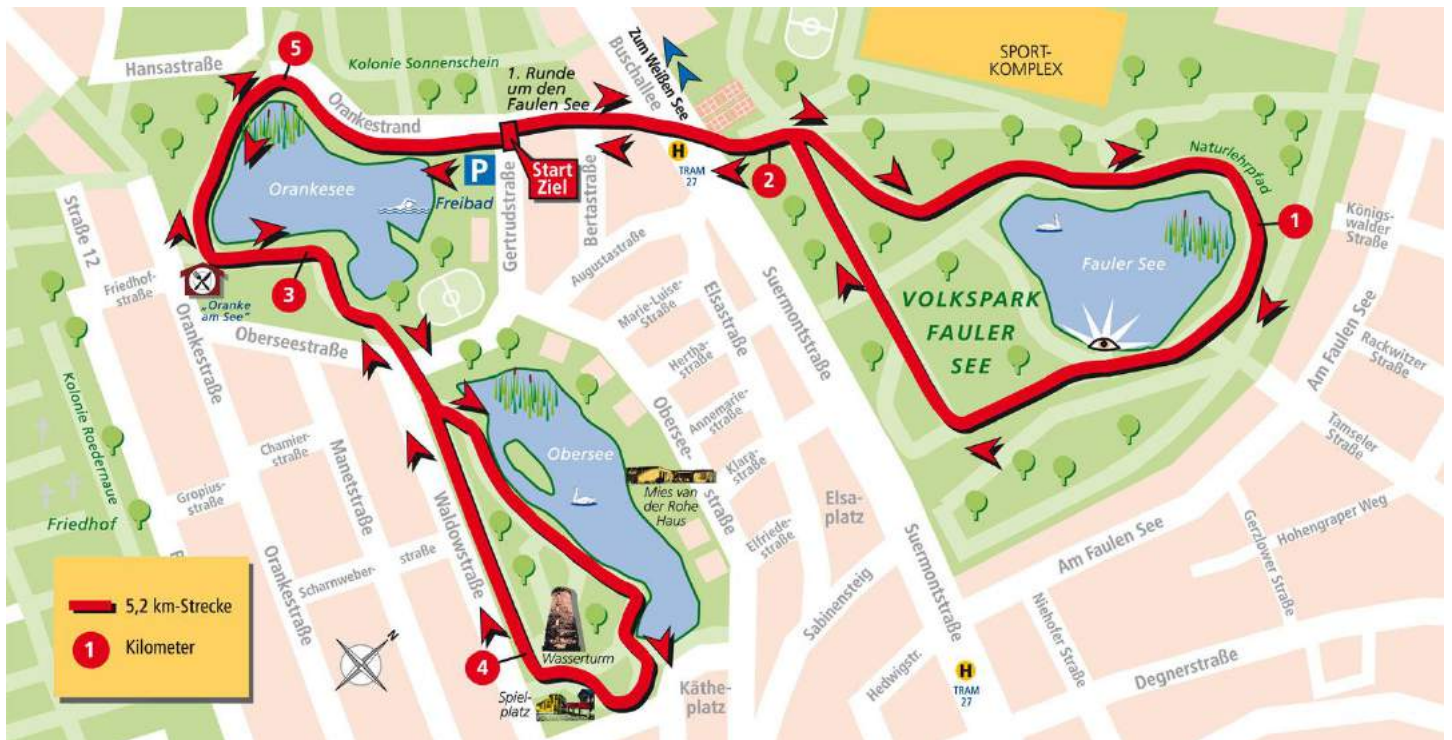 Hansastraße
5
Kolonie Sonnenschein
Orankestrand
1. Runde
um den
Faulen See
Zum Weißen See
Buschallee
SPORT-
KOMPLEX
Start
Ziel
P
Freibad
Orankesee
H
TRAM
27
2
Naturlehrpfad
1
Königs-
walder
Straße
Fauler See
VOLKSPARK
FAULER
SEE
Am Faulen See
Rackwitzer
Straße
Tamseler
Straße
Straße 12
Friedhof-
straße
„Oranke
am See"
3
Orankestraße
Oberseestraße
Gertrudstraße
Bertastraße
Augustastraße
Marie-Luise-
Straße
Elsastraße
Suermontstraße
Hertha-
straße
Annemarie-
straße
Obersee-
straße
Klara-
straße
Obersee
Mies van
der Rohe
Haus
Elfriede-
straße
Elsa-
platz
Kolonie Roedernaue
Friedhof
Chamier-
straße
Gropius-
straße
Manetstraße
Waldowstraße
Scharnweber-
straße
Orankestraße
Wasserturm
4
Spiel-
platz
Käthe-
platz
Sabinensteig
Hedwigstr.
Suermontstraße
H
TRAM
27
Am Faulen See
Niehofer Straße
Gerzlower Straße
Hohengraper Weg
Degnerstraße
5,2 km-Strecke
1
Kilometer
N